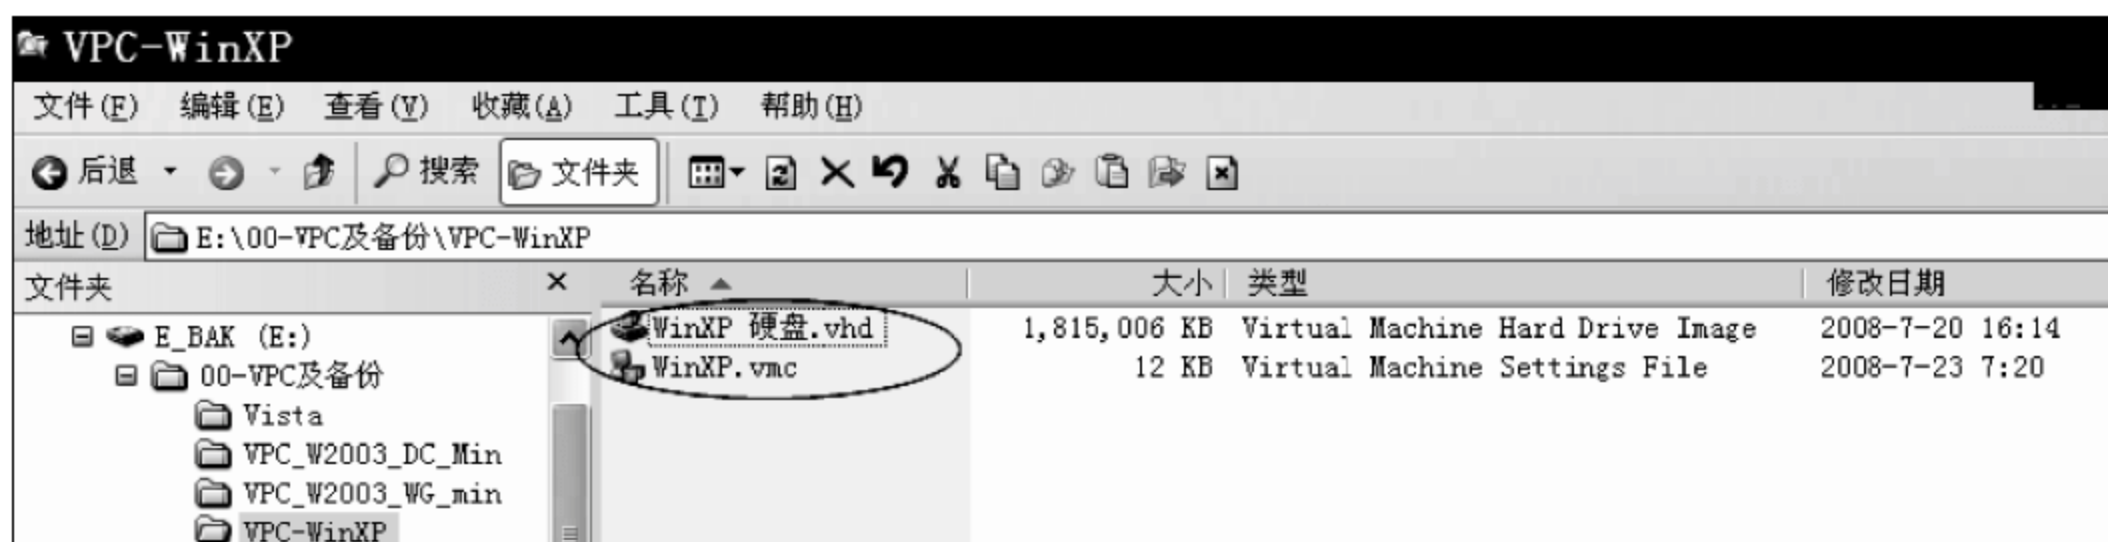 VPC-WinXP
文件(F) 编辑(E) 查看(V) 收藏(A) 工具(T) 帮助(H)
后退 搜索 文件夹
地址(D) E:\00-VPC及备份\VPC-WinXP
文件夹 × 名称 大小 类型 修改日期
E_BAK (E:) WinXP 硬盘.vhd 1,815,006 KB Virtual Machine Hard Drive Image 2008-7-20 16:14
00-VPC及备份 WinXP.vmc 12 KB Virtual Machine Settings File 2008-7-23 7:20
Vista
VPC_W2003_DC_Min
VPC_W2003_WG_min
VPC-WinXP